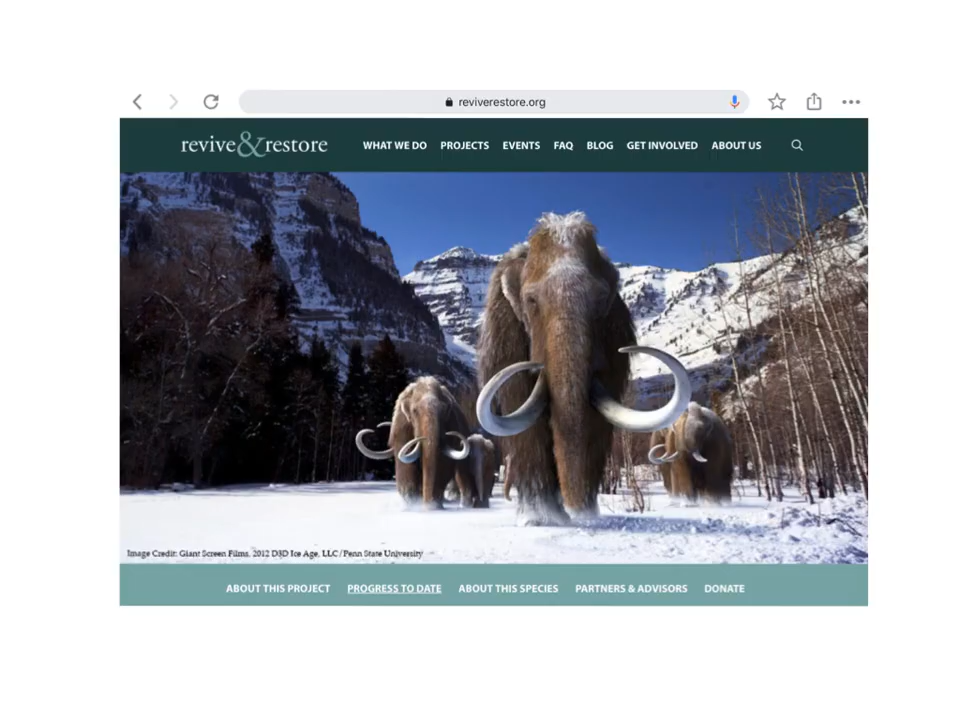 reviverestore.org
revive&restore WHAT WE DO PROJECTS EVENTS FAQ BLOG GET INVOLVED ABOUT US
Image Credit: Giant Screen Films, 2012 D3D Ice Age, LLC / Penn State University
ABOUT THIS PROJECT PROGRESS TO DATE ABOUT THIS SPECIES PARTNERS & ADVISORS DONATE